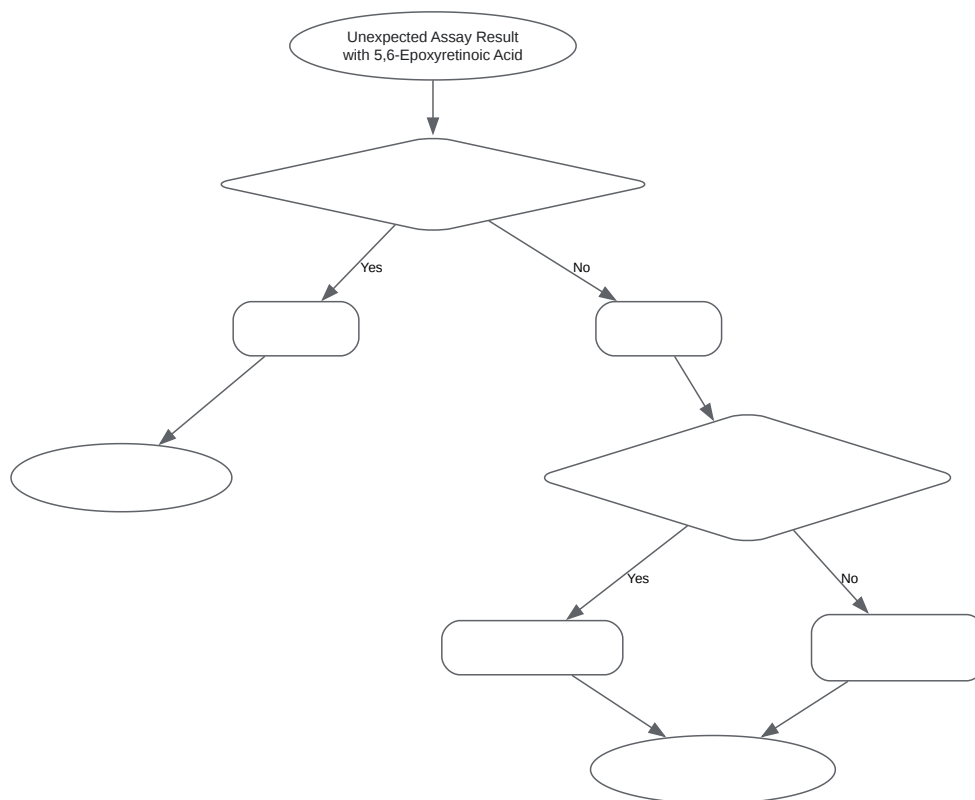 Unexpected Assay Result
with 5,6-Epoxyretinoic Acid
Yes
No
Yes
No